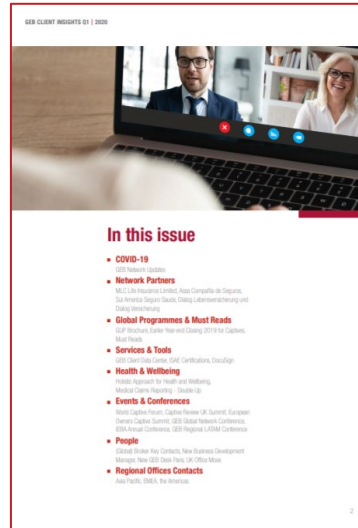 GEB CLIENT INSIGHTS Q1 | 2020
In this issue
COVID-19
GEB Network Updates
Network Partners
MLC Life Insurance Limited, Assa Compañía de Seguros,
Sul America Seguro Saude, Dialog Lebensversicherung und
Dialog Versicherung
Global Programmes & Must Reads
GUP Brochure, Earlier Year-end Closing 2019 for Captives,
Must Reads
Services & Tools
GEB Client Data Center, ISAE Certifications, DocuSign
Health & Wellbeing
Holistic Approach for Health and Wellbeing,
Medical Claims Reporting - Double Up
Events & Conferences
World Captive Forum, Captive Review UK Summit, European
Owners Captive Summit, GEB Global Network Conference,
IEBA Annual Conference, GEB Regional LATAM Conference
People
(Global) Broker Key Contacts, New Business Development
Manager, New GEB Desk Paris, UK Office Move
Regional Offices Contacts
Asia Pacific, EMEA, the Americas
2